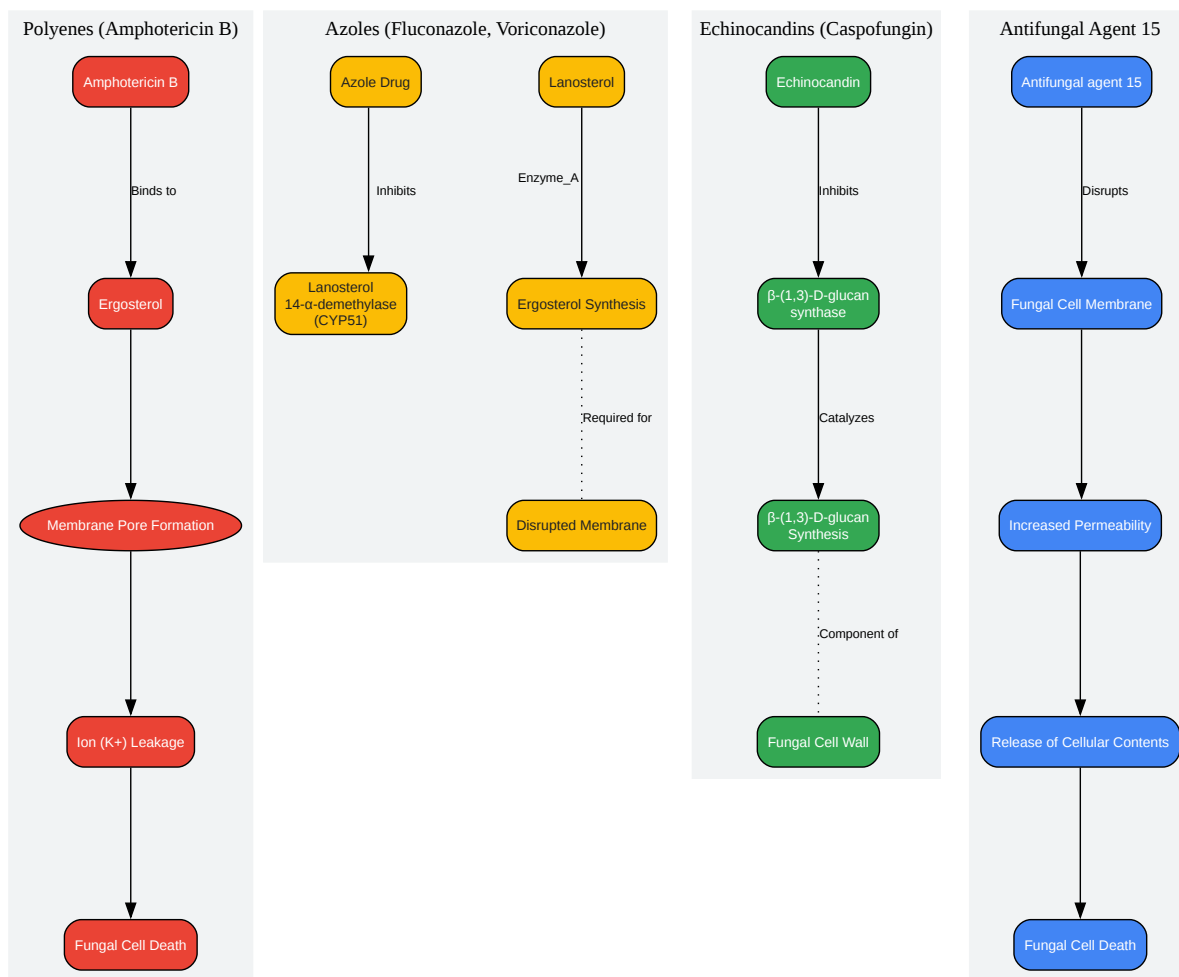 Polyenes (Amphotericin B)
Amphotericin B
Binds to
Ergosterol
Membrane Pore Formation
Ion (K+) Leakage
Fungal Cell Death
Azoles (Fluconazole, Voriconazole)
Azole Drug
Inhibits
Lanosterol
14-α-demethylase
(CYP51)
Lanosterol
Enzyme_A
Ergosterol Synthesis
Required for
Disrupted Membrane
Echinocandins (Caspofungin)
Echinocandin
Inhibits
β-(1,3)-D-glucan
synthase
Catalyzes
β-(1,3)-D-glucan
Synthesis
Component of
Fungal Cell Wall
Antifungal Agent 15
Antifungal agent 15
Disrupts
Fungal Cell Membrane
Increased Permeability
Release of Cellular Contents
Fungal Cell Death